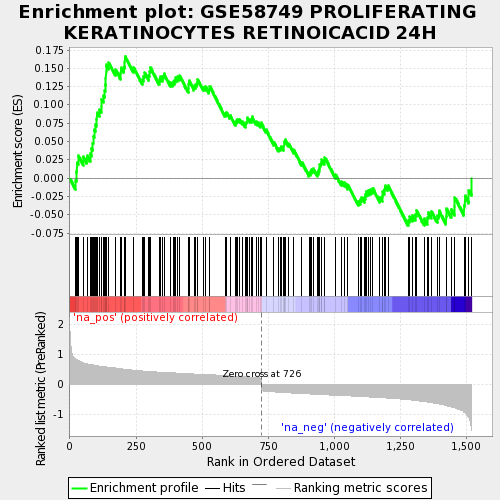 Enrichment plot: GSE58749 PROLIFERATING
KERATINOCYTES RETINOICACID 24H
Enrichment score (ES)
0.175
0.150
0.125
0.100
0.075
0.050
0.025
0.000
-0.025
-0.050
-0.075
Ranked list metric (PreRanked)
2
1
0
-1
'na_pos' (positively correlated)
Zero cross at 726
'na_neg' (negatively correlated)
0
250
500
750
1,000
1,250
1,500
Rank in Ordered Dataset
Enrichment profile
Hits
Ranking metric scores